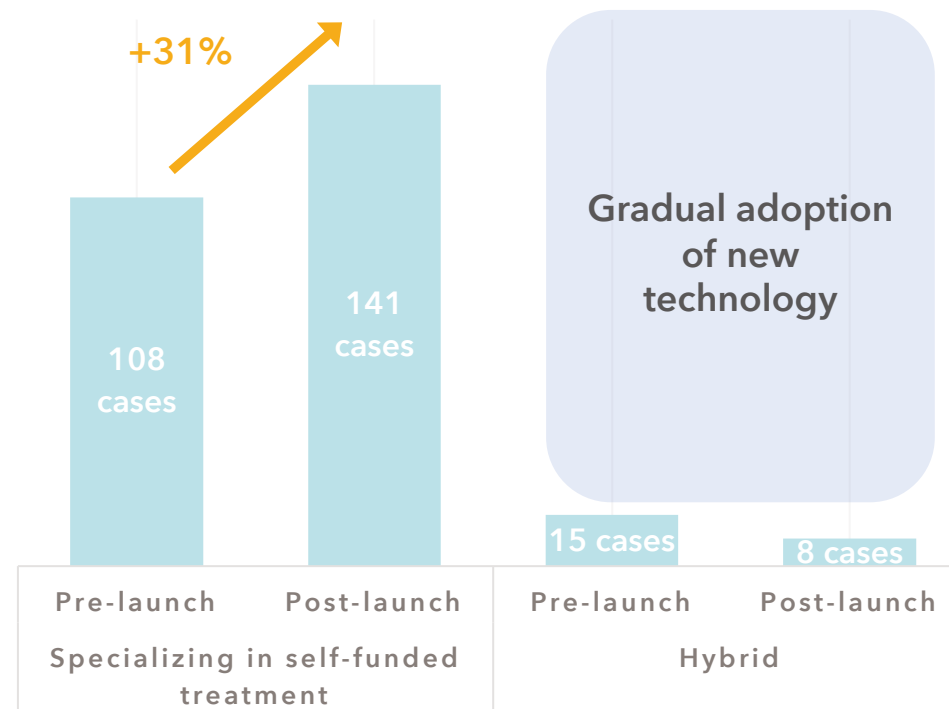 +31%
Gradual adoption
of new
technology
108
cases
141
cases
15 cases
8 cases
Pre-launch
Post-launch
Pre-launch
Post-launch
Specializing in self-funded
treatment
Hybrid